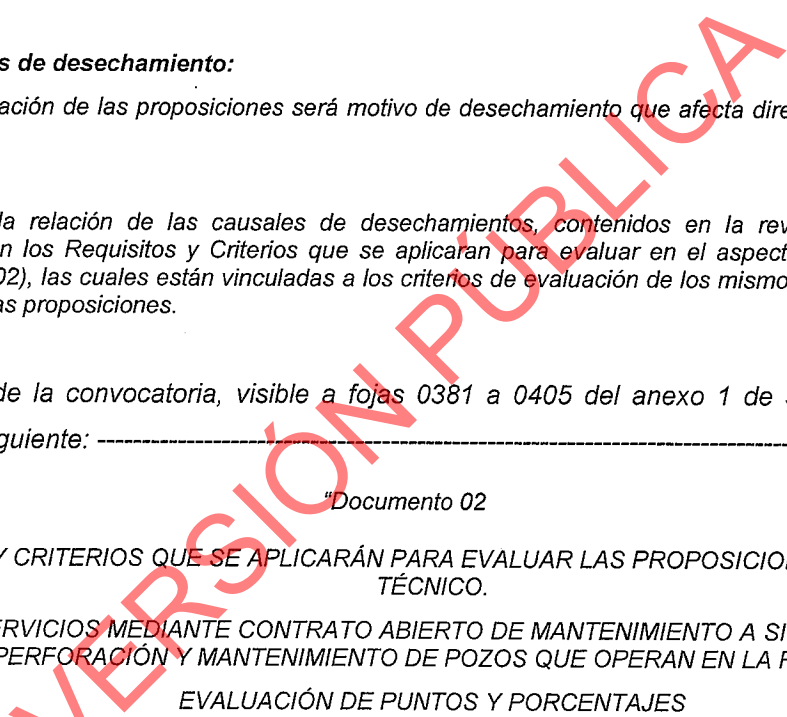 s de desechamiento:
ación de las proposiciones será motivo de desechamiento que afecta dire
la relación de las causales de desechamientos, contenidos en la rev
n los Requisitos y Criterios que se aplicaran para evaluar en el aspect
02), las cuales están vinculadas a los criterios de evaluación de los mismo
as proposiciones.
de la convocatoria, visible a fojas 0381 a 0405 del anexo 1 de
guiente: ----------------------------------------------------------------------
"Documento 02
Y CRITERIOS QUE SE APLICARÁN PARA EVALUAR LAS PROPOSICIO
TÉCNICO.
ERVICIOS MEDIANTE CONTRATO ABIERTO DE MANTENIMIENTO A SI
PERFORACIÓN Y MANTENIMIENTO DE POZOS QUE OPERAN EN LA
EVALUACIÓN DE PUNTOS Y PORCENTAJES
VERSIÓN PÚBLICA